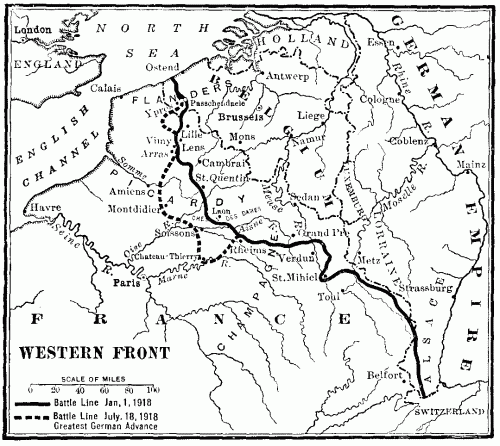 NORTH
SEA
London
ENGLAND
HOLLAND
GERMAN
EMPIRE
Essen
Rhine
R.
Ostend
Antwerp
Calais
FLANDERS
BELGIUM
Passchendaele
Ypres
Brussels
Cologne
ENGLISH
CHANNEL
Lille
Lens
Liege
Vimy
Mons
Namur
Coblenz
Arras
Cambrai
Mainz
Somme
St. Quentin
PICARDY
Meuse
Sedan
LUXEMBURG
Moselle R.
Amiens
Montdidier
Laon
CHE. DES DAMES
Aisne
R.
LORRAINE
Havre
Seine
Oise
R.
Soissons
Grand Pre
Rheims
Verdun
Metz
Chateau-Thierry
Marne
R.
Paris
St. Mihiel
Strassburg
Toul
CHAMPAGNE
ALSACE
FRANCE
WESTERN FRONT
Belfort
SWITZERLAND
SCALE OF MILES
0 20 40 60 80 100
Battle Line Jan, 1, 1918
Battle Line July. 18, 1918
Greatest German Advance